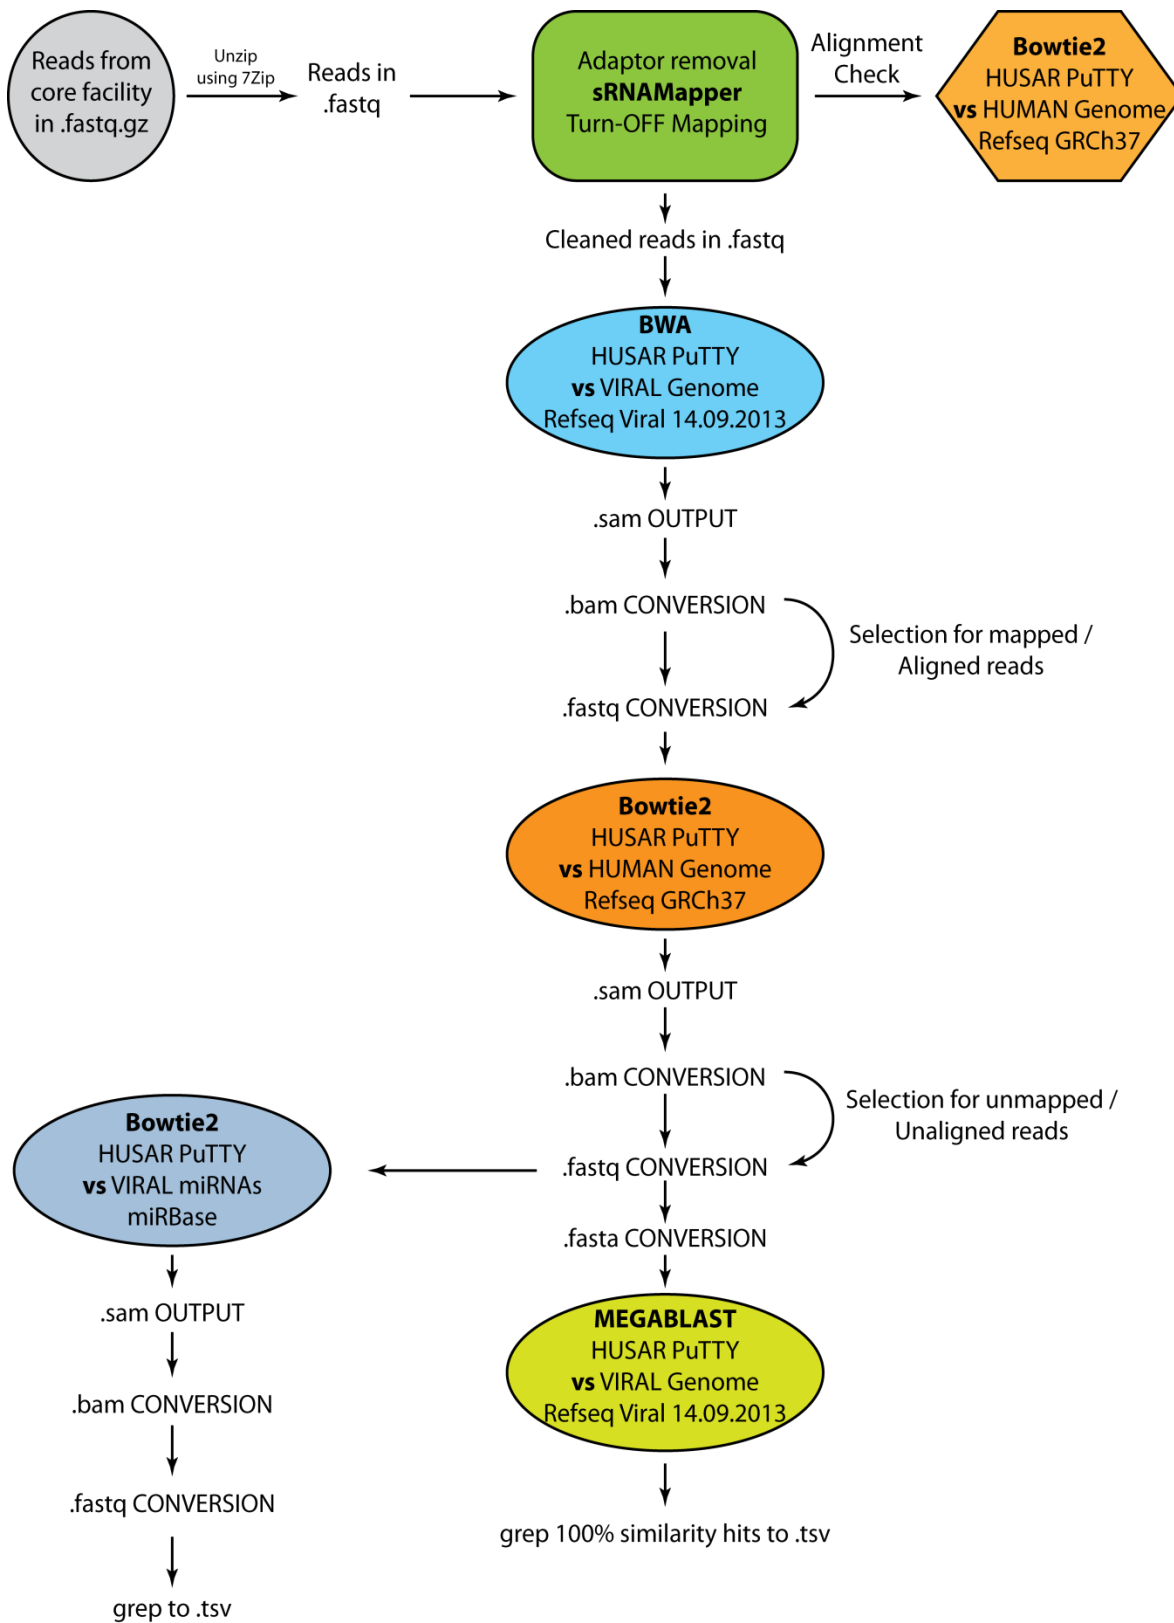 Reads from
core facility
in .fastq.gz
Unzip
using 7Zip
Reads in
.fastq
Adaptor removal
sRNAMapper
Turn-OFF Mapping
Alignment
Check
Bowtie2
HUSAR PuTTY
vs HUMAN Genome
Refseq GRCh37
Cleaned reads in .fastq
BWA
HUSAR PuTTY
vs VIRAL Genome
Refseq Viral 14.09.2013
.sam OUTPUT
.bam CONVERSION
Selection for mapped /
Aligned reads
.fastq CONVERSION
Bowtie2
HUSAR PuTTY
vs HUMAN Genome
Refseq GRCh37
.sam OUTPUT
.bam CONVERSION
Selection for unmapped /
Unaligned reads
.fastq CONVERSION
Bowtie2
HUSAR PuTTY
vs VIRAL miRNAs
miRBase
.sam OUTPUT
.bam CONVERSION
.fastq CONVERSION
grep to .tsv
.fasta CONVERSION
MEGABLAST
HUSAR PuTTY
vs VIRAL Genome
Refseq Viral 14.09.2013
grep 100% similarity hits to .tsv